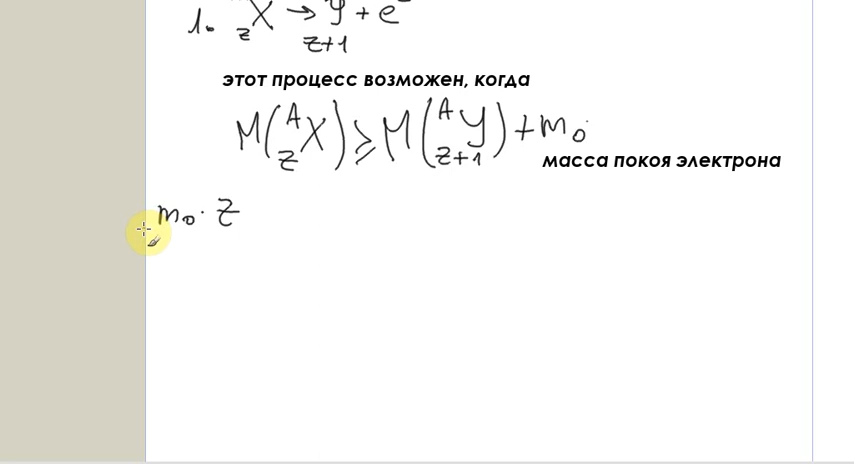 1. zX → y + e⁻
z+1
этот процесс возможен, когда
M(ᴬzX) ⩾ M(ᴬz+1y) + m₀
масса покоя электрона
m₀ · z